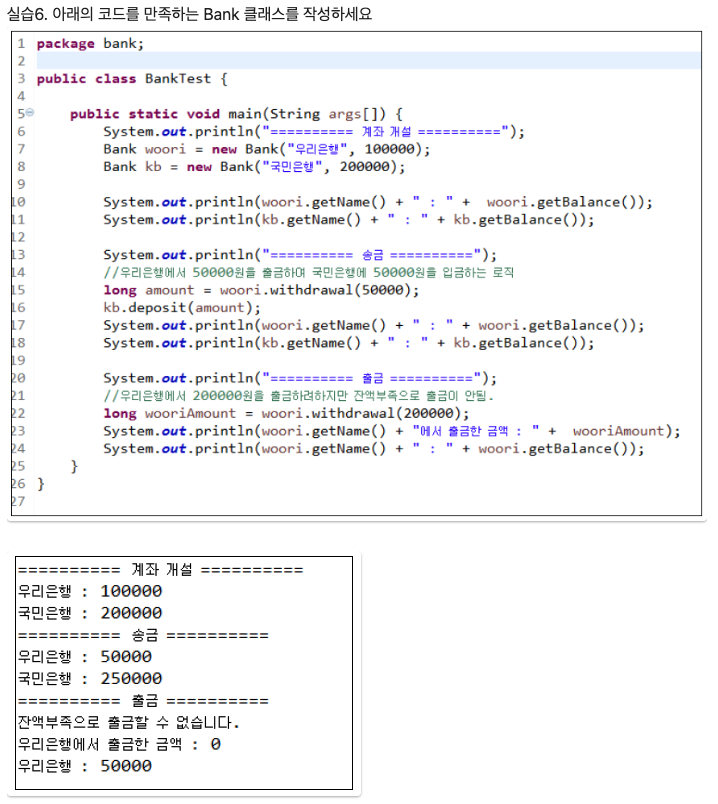 실습6. 아래의 코드를 만족하는 Bank 클래스를 작성하세요
1 package bank;
2
3 public class BankTest {
4
5 public static void main(String args[]) {
6 System.out.println("========== 계좌 개설 ==========");
7 Bank woori = new Bank("우리은행", 100000);
8 Bank kb = new Bank("국민은행", 200000);
9
10 System.out.println(woori.getName() + " : " + woori.getBalance());
11 System.out.println(kb.getName() + " : " + kb.getBalance());
12
13 System.out.println("========== 송금 ==========");
14 //우리은행에서 50000원을 출금하여 국민은행에 50000원을 입금하는 로직
15 long amount = woori.withdrawal(50000);
16 kb.deposit(amount);
17 System.out.println(woori.getName() + " : " + woori.getBalance());
18 System.out.println(kb.getName() + " : " + kb.getBalance());
19
20 System.out.println("========== 출금 ==========");
21 //우리은행에서 200000원을 출금하려하지만 잔액부족으로 출금이 안됨.
22 long wooriAmount = woori.withdrawal(200000);
23 System.out.println(woori.getName() + "에서 출금한 금액 : " + wooriAmount);
24 System.out.println(woori.getName() + " : " + woori.getBalance());
25 }
26 }
27
========== 계좌 개설 ==========
우리은행 : 100000
국민은행 : 200000
========== 송금 ==========
우리은행 : 50000
국민은행 : 250000
========== 출금 ==========
잔액부족으로 출금할 수 없습니다.
우리은행에서 출금한 금액 : 0
우리은행 : 50000